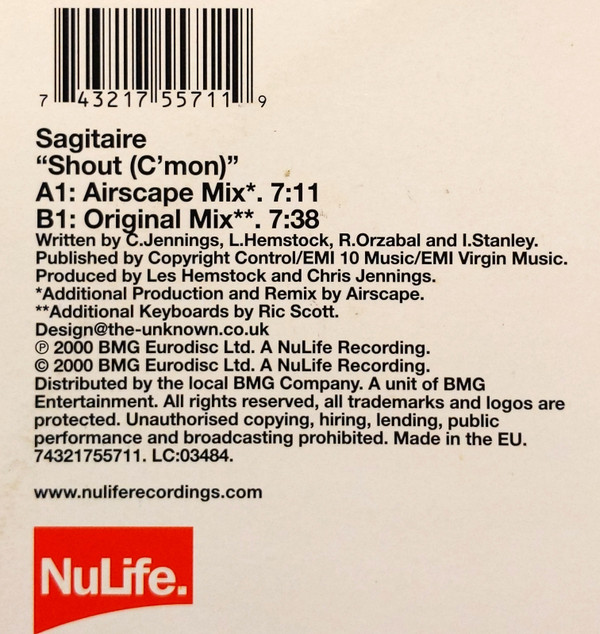 7 43217 55711 9
Sagitaire
“Shout (C’mon)”
A1: Airscape Mix*. 7:11
B1: Original Mix**. 7:38
Written by C.Jennings, L.Hemstock, R.Orzabal and I.Stanley.
Published by Copyright Control/EMI 10 Music/EMI Virgin Music.
Produced by Les Hemstock and Chris Jennings.
*Additional Production and Remix by Airscape.
**Additional Keyboards by Ric Scott.
Design@the-unknown.co.uk
℗ 2000 BMG Eurodisc Ltd. A NuLife Recording.
© 2000 BMG Eurodisc Ltd. A NuLife Recording.
Distributed by the local BMG Company. A unit of BMG
Entertainment. All rights reserved, all trademarks and logos are
protected. Unauthorised copying, hiring, lending, public
performance and broadcasting prohibited. Made in the EU.
74321755711. LC:03484.
www.nuliferecordings.com
NuLife.